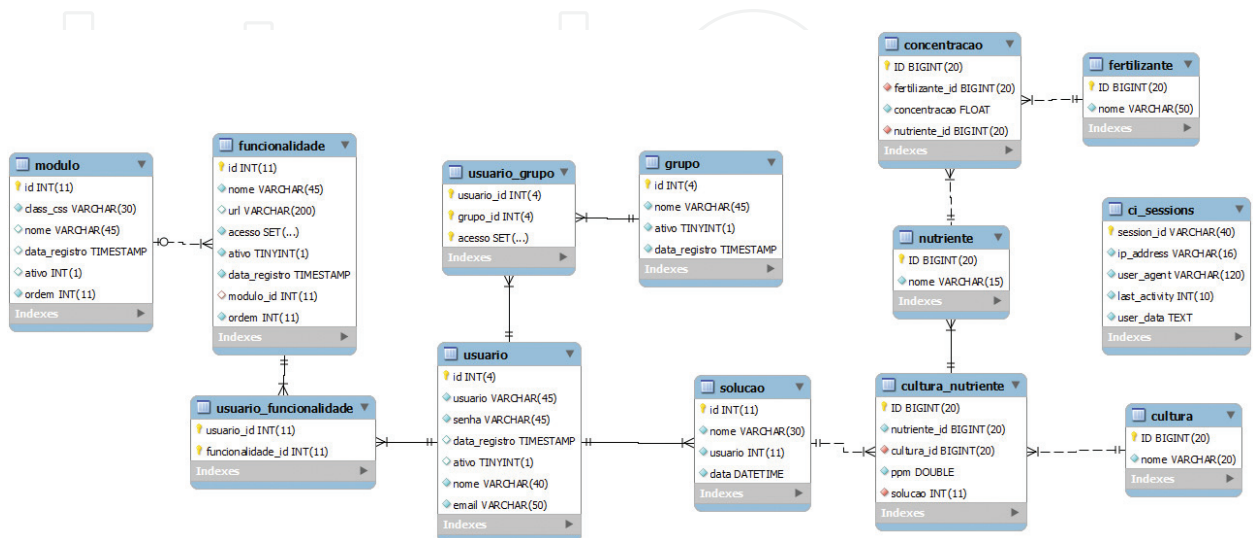 modulo
id INT(11)
class_css VARCHAR(30)
nome VARCHAR(45)
data_registro TIMESTAMP
ativo INT(1)
ordem INT(11)
Indexes
funcionalidade
id INT(11)
nome VARCHAR(45)
url VARCHAR(200)
acesso SET(...)
ativo TINYINT(1)
data_registro TIMESTAMP
modulo_id INT(11)
ordem INT(11)
Indexes
usuario_funcionalidade
usuario_id INT(11)
funcionalidade_id INT(11)
Indexes
usuario_grupo
usuario_id INT(4)
grupo_id INT(4)
acesso SET(...)
Indexes
grupo
id INT(4)
nome VARCHAR(45)
ativo TINYINT(1)
data_registro TIMESTAMP
Indexes
usuario
id INT(4)
usuario VARCHAR(45)
senha VARCHAR(45)
data_registro TIMESTAMP
ativo TINYINT(1)
nome VARCHAR(40)
email VARCHAR(50)
Indexes
solucao
id INT(11)
nome VARCHAR(30)
usuario INT(11)
data DATETIME
Indexes
concentracao
ID BIGINT(20)
fertilizante_id BIGINT(20)
concentracao FLOAT
nutriente_id BIGINT(20)
Indexes
fertilizante
ID BIGINT(20)
nome VARCHAR(50)
Indexes
nutriente
ID BIGINT(20)
nome VARCHAR(15)
Indexes
ci_sessions
session_id VARCHAR(40)
ip_address VARCHAR(16)
user_agent VARCHAR(120)
last_activity INT(10)
user_data TEXT
Indexes
cultura_nutriente
ID BIGINT(20)
nutriente_id BIGINT(20)
cultura_id BIGINT(20)
ppm DOUBLE
solucao INT(11)
Indexes
cultura
ID BIGINT(20)
nome VARCHAR(20)
Indexes